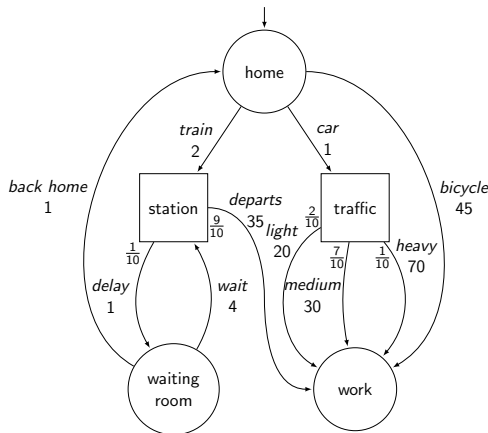 home
train
2
car
1
back home
1
bicycle
45
station
9/10
departs
35
2/10
traffic
light
20
1/10
7/10
1/10
heavy
70
delay
1
wait
4
medium
30
waiting
room
work